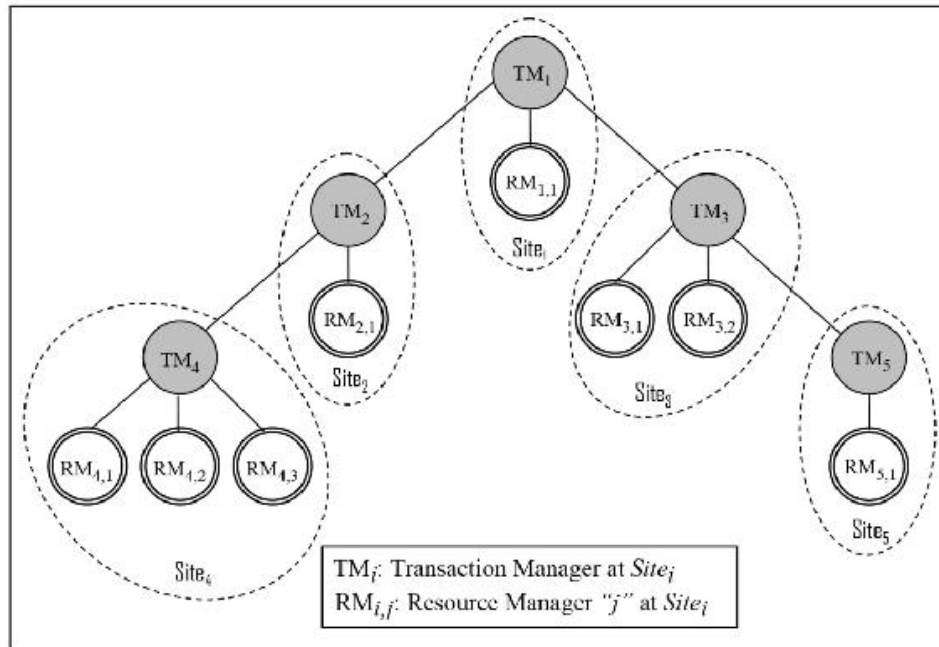 TM1
RM1,1
Site1
TM2
RM2,1
Site2
TM3
RM3,1
RM3,2
Site3
TM4
RM4,1
RM4,2
RM4,3
Site4
TM5
RM5,1
Site5
TMi: Transaction Manager at Sitei
RMi,j: Resource Manager "j" at Sitei